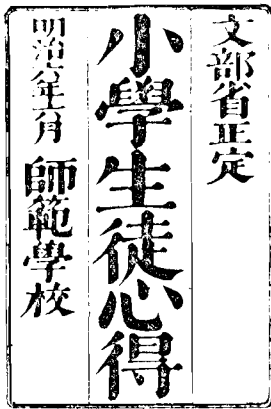 文部省正定
小學生徒心得
明治六年六月 師範學校